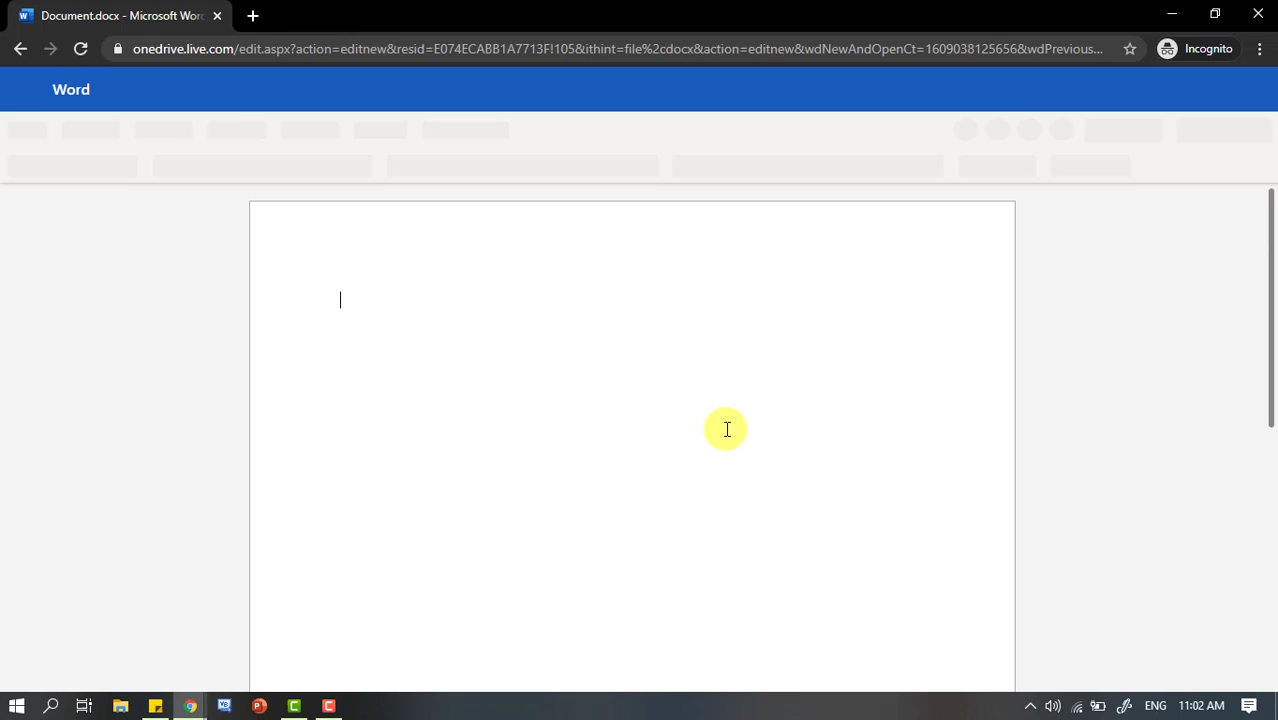 Document.docx - Microsoft Word
onedrive.live.com/edit.aspx?action=editnew&resid=E074ECABB1A7713F!105&ithint=file%2cdocx&action=editnew&wdNewAndOpenCt=1609038125656&wdPrevious...
Incognito
Word
ENG
11:02 AM